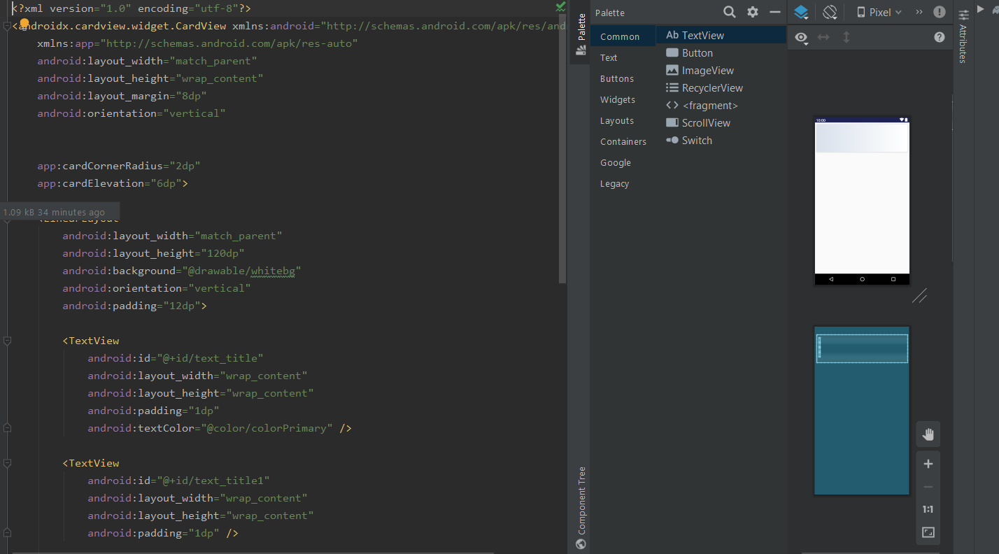 <?xml version="1.0" encoding="utf-8"?>
<androidx.cardview.widget.CardView xmlns:android="http://schemas.android.com/apk/res/and
xmlns:app="http://schemas.android.com/apk/res-auto"
android:layout_width="match_parent"
android:layout_height="wrap_content"
android:layout_margin="8dp"
android:orientation="vertical"
app:cardCornerRadius="2dp"
app:cardElevation="6dp">
1.09 kB 34 minutes ago
<LinearLayout
android:layout_width="match_parent"
android:layout_height="120dp"
android:background="@drawable/whitebg"
android:orientation="vertical"
android:padding="12dp">
<TextView
android:id="@+id/text_title"
android:layout_width="wrap_content"
android:layout_height="wrap_content"
android:padding="1dp"
android:textColor="@color/colorPrimary" />
<TextView
android:id="@+id/text_title1"
android:layout_width="wrap_content"
android:layout_height="wrap_content"
android:padding="1dp" />
Palette
Component Tree
Palette
Common
Text
Buttons
Widgets
Layouts
Containers
Google
Legacy
Ab TextView
Button
ImageView
RecyclerView
<fragment>
ScrollView
Switch
Pixel
10:00
1:1
Attributes